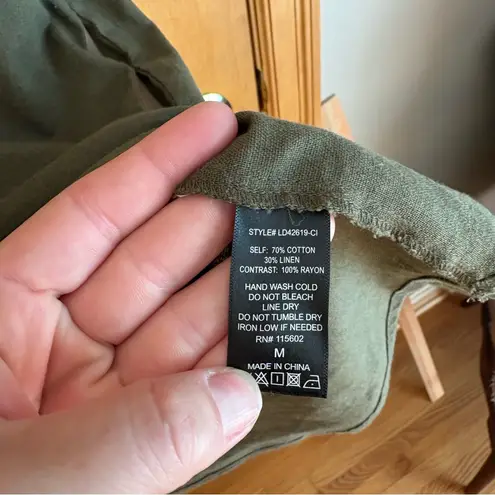 STYLE# LD42619-CI
SELF: 70% COTTON
30% LINEN
CONTRAST: 100% RAYON
HAND WASH COLD
DO NOT BLEACH
LINE DRY
DO NOT TUMBLE DRY
IRON LOW IF NEEDED
RN# 115602
M
MADE IN CHINA